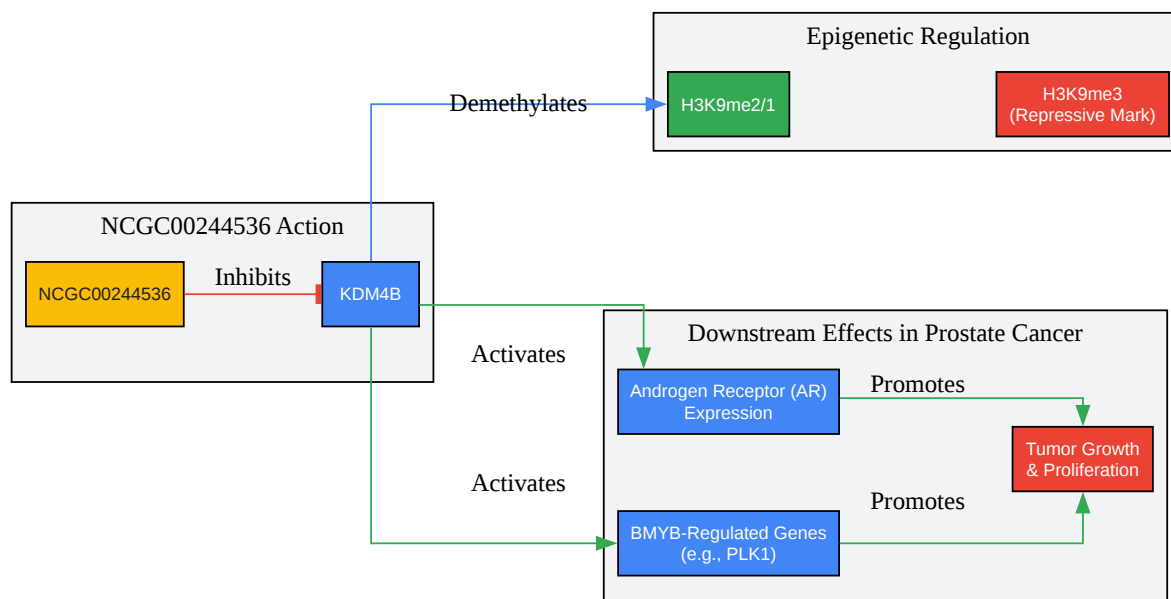 Epigenetic Regulation
Demethylates
H3K9me2/1
H3K9me3
(Repressive Mark)
NCGC00244536 Action
NCGC00244536
Inhibits
KDM4B
Downstream Effects in Prostate Cancer
Activates
Androgen Receptor (AR)
Expression
Promotes
Tumor Growth
& Proliferation
Activates
BMYB-Regulated Genes
(e.g., PLK1)
Promotes